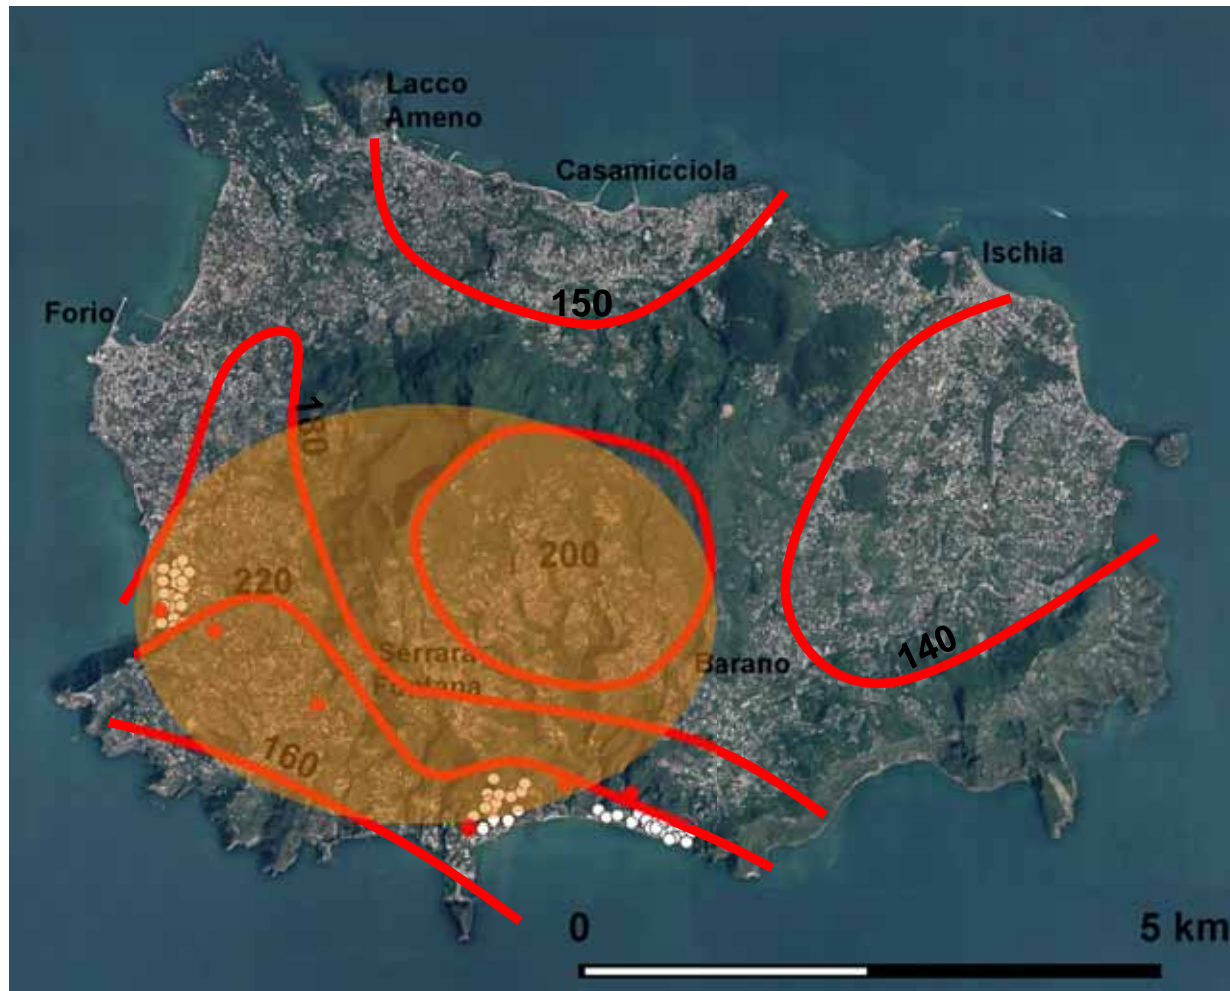 Lacco
Ameno
Casamicciola
Ischia
Forio
150
180
200
220
Serrara
Fontana
Barano
140
160
0
5 km